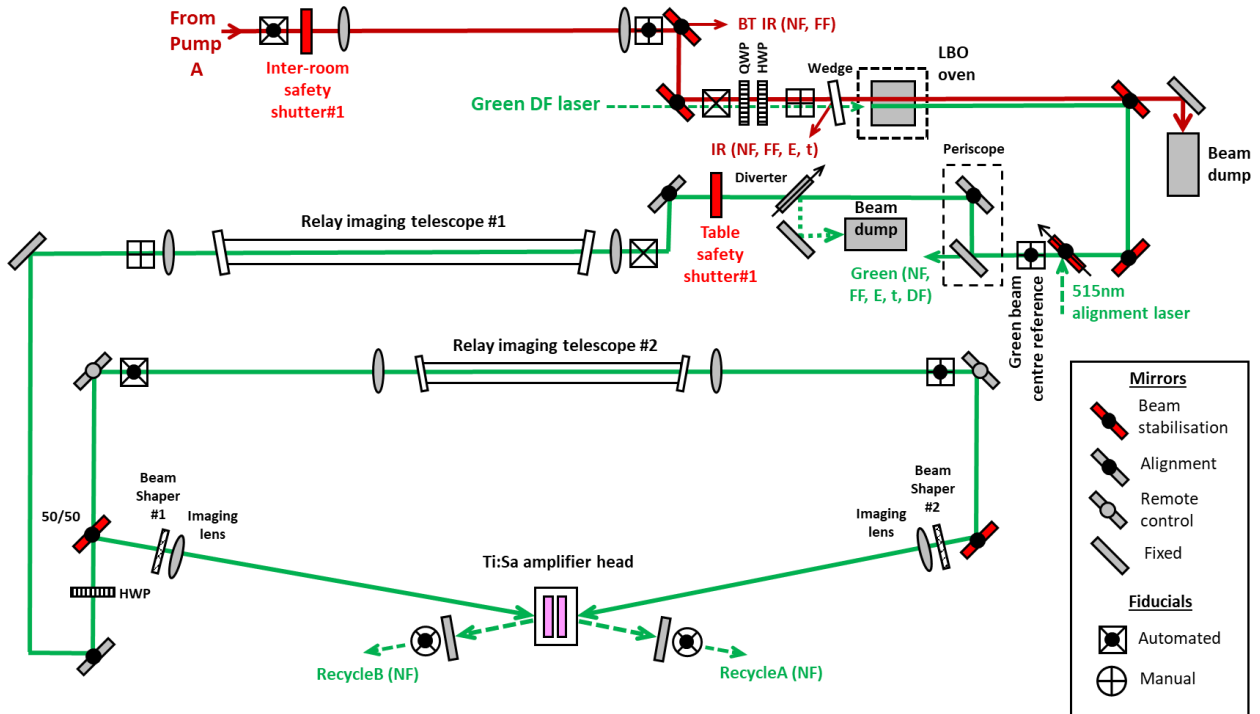 From
Pump
A
Inter-room
safety
shutter#1
BT IR (NF, FF)
QWP
HWP
Wedge
LBO
oven
Green DF laser
IR (NF, FF, E, t)
Beam
dump
Periscope
Diverter
Beam
dump
Relay imaging telescope #1
Table
safety
shutter#1
Green (NF,
FF, E, t, DF)
Green beam
centre reference
515nm
alignment laser
Relay imaging telescope #2
Beam
Shaper
#1
Imaging
lens
50/50
HWP
Beam
Shaper
#2
Imaging
lens
Ti:Sa amplifier head
RecycleB (NF)
RecycleA (NF)
Mirrors
Beam
stabilisation
Alignment
Remote
control
Fixed
Fiducials
Automated
Manual